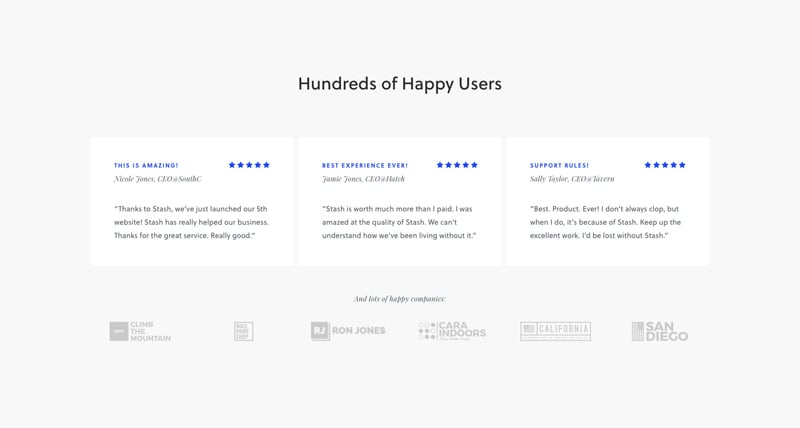 Hundreds of Happy Users
THIS IS AMAZING!
Nicole Jones, CEO@SouthC
“Thanks to Stash, we've just launched our 5th
website! Stash has really helped our business.
Thanks for the great service. Really good.”
BEST EXPERIENCE EVER!
Jamie Jones, CEO@Hatch
“Stash is worth much more than I paid. I was
amazed at the quality of Stash. We can't
understand how we've been living without it.”
SUPPORT RULES!
Sally Taylor, CEO@Tavern
“Best. Product. Ever! I don't always clop, but
when I do, it's because of Stash. Keep up the
excellent work. I'd be lost without Stash.”
And lots of happy companies:
CLIMB
THE
MOUNTAIN
WALL
PAINT
SHOP
RJ RON JONES
CARA
INDOORS
CALIFORNIA
SAN
DIEGO